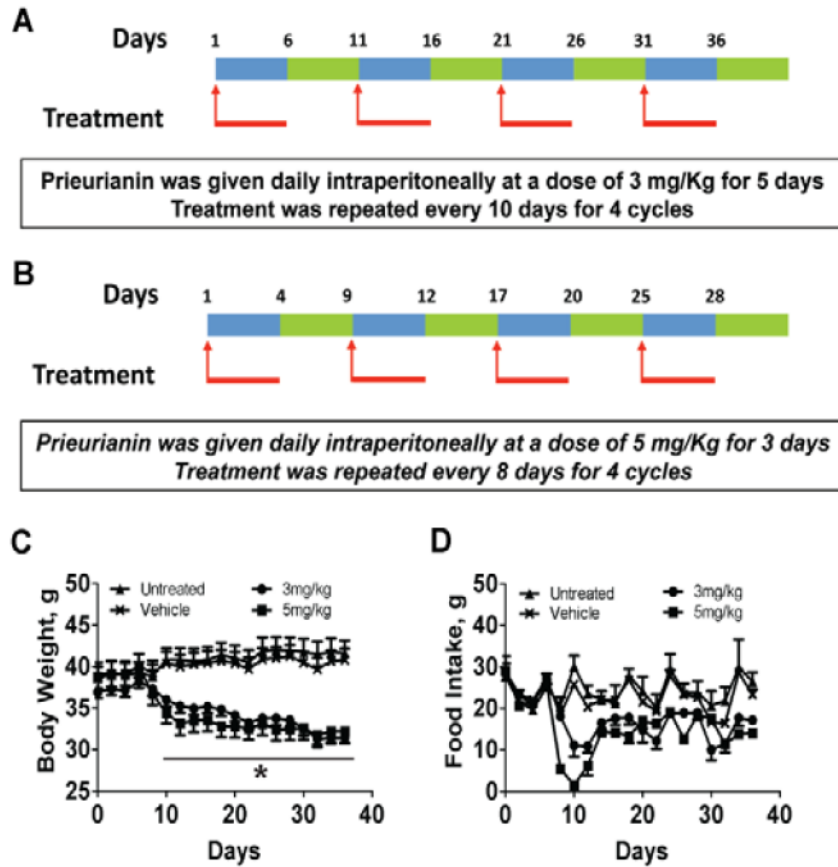 A
Days 1 6 11 16 21 26 31 36
Treatment
Prieurianin was given daily intraperitoneally at a dose of 3 mg/Kg for 5 days
Treatment was repeated every 10 days for 4 cycles
B
Days 1 4 9 12 17 20 25 28
Treatment
Prieurianin was given daily intraperitoneally at a dose of 5 mg/Kg for 3 days
Treatment was repeated every 8 days for 4 cycles
C
Body Weight, g
50
45
40
35
30
25
Untreated 3mg/kg
Vehicle 5mg/kg
*
0 10 20 30 40
Days
D
Food Intake, g
50
40
30
20
10
0
Untreated 3mg/kg
Vehicle 5mg/kg
0 10 20 30 40
Days